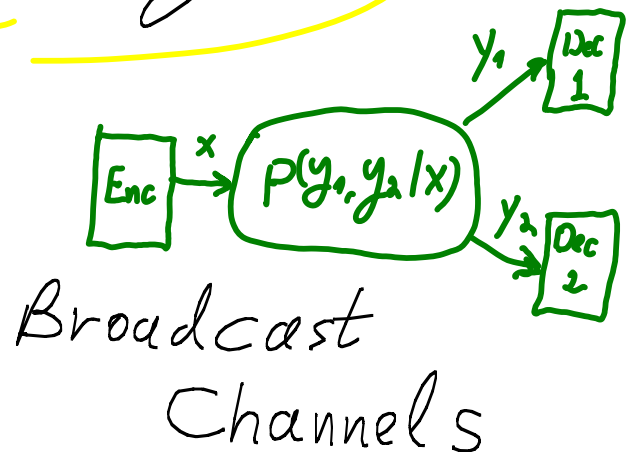 y₁
Dec
1
Enc
x
p(y₁,y₂|x)
y₂
Dec
2
Broadcast
Channels